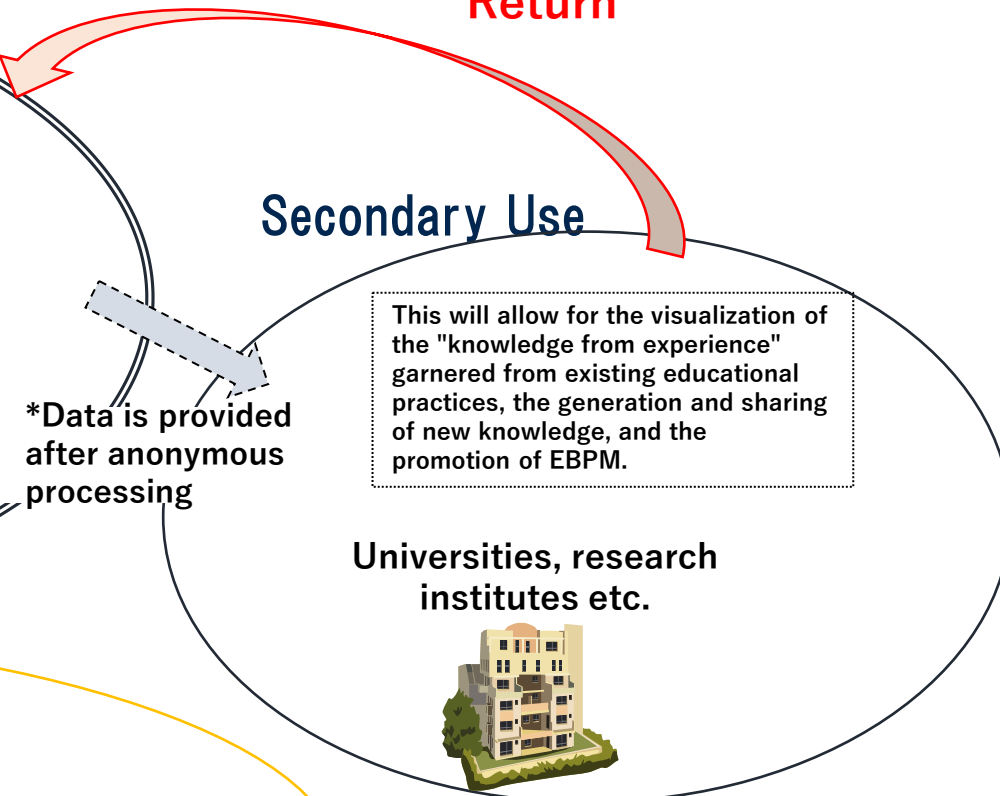 Return
Secondary Use
This will allow for the visualization of
the "knowledge from experience"
garnered from existing educational
practices, the generation and sharing
of new knowledge, and the
promotion of EBPM.
*Data is provided
after anonymous
processing
Universities, research
institutes etc.